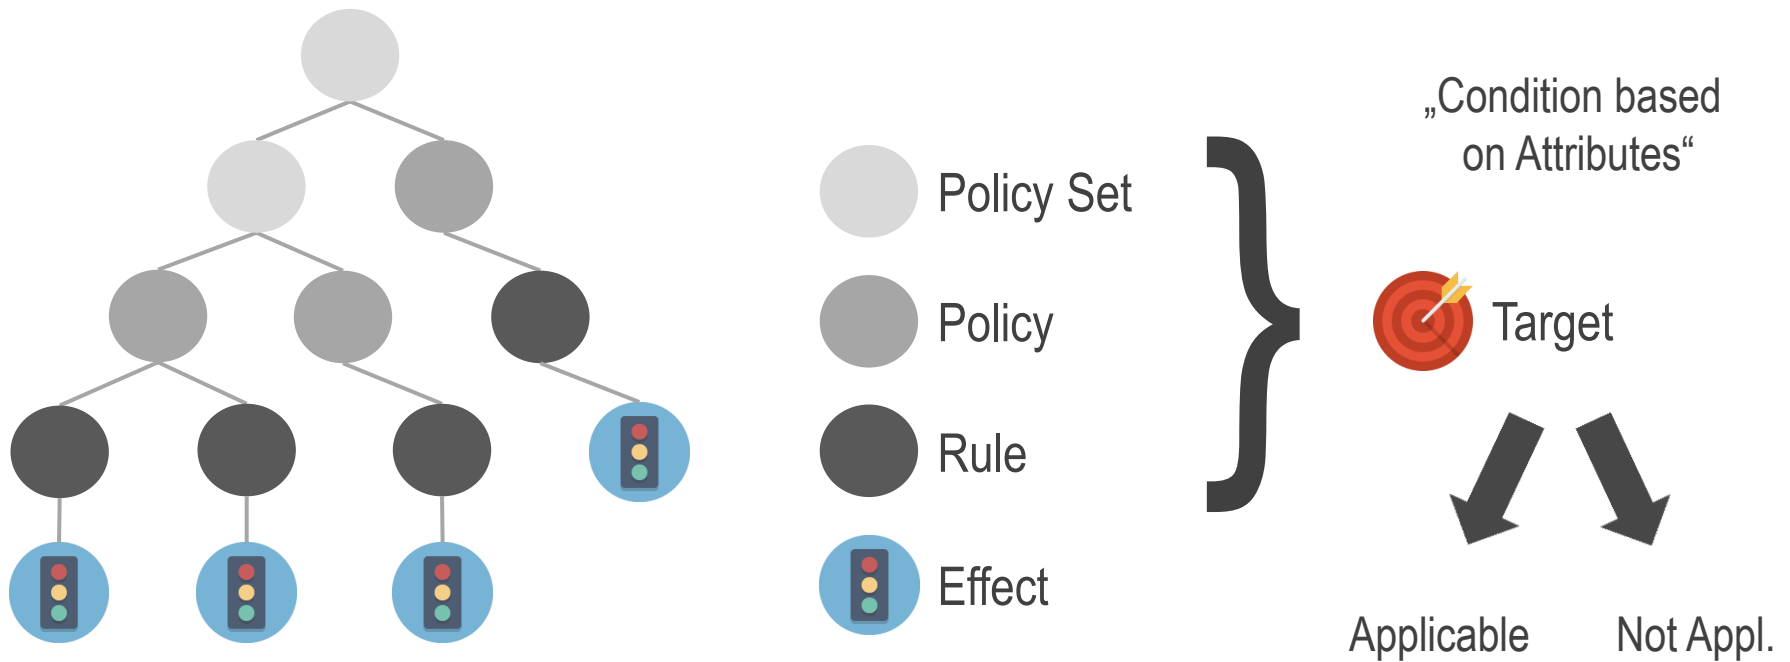 „Condition based
on Attributes“
Policy Set
Policy
Target
Rule
Effect
Applicable
Not Appl.